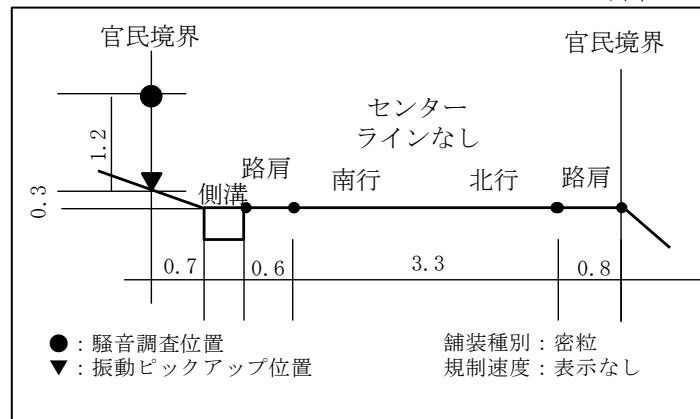 官民境界
官民境界
センター
ラインなし
1.2
路肩
南行
北行
路肩
側溝
0.3
0.7
0.6
3.3
0.8
●：騒音調査位置
▼：振動ピックアップ位置
舗装種別：密粒
規制速度：表示なし